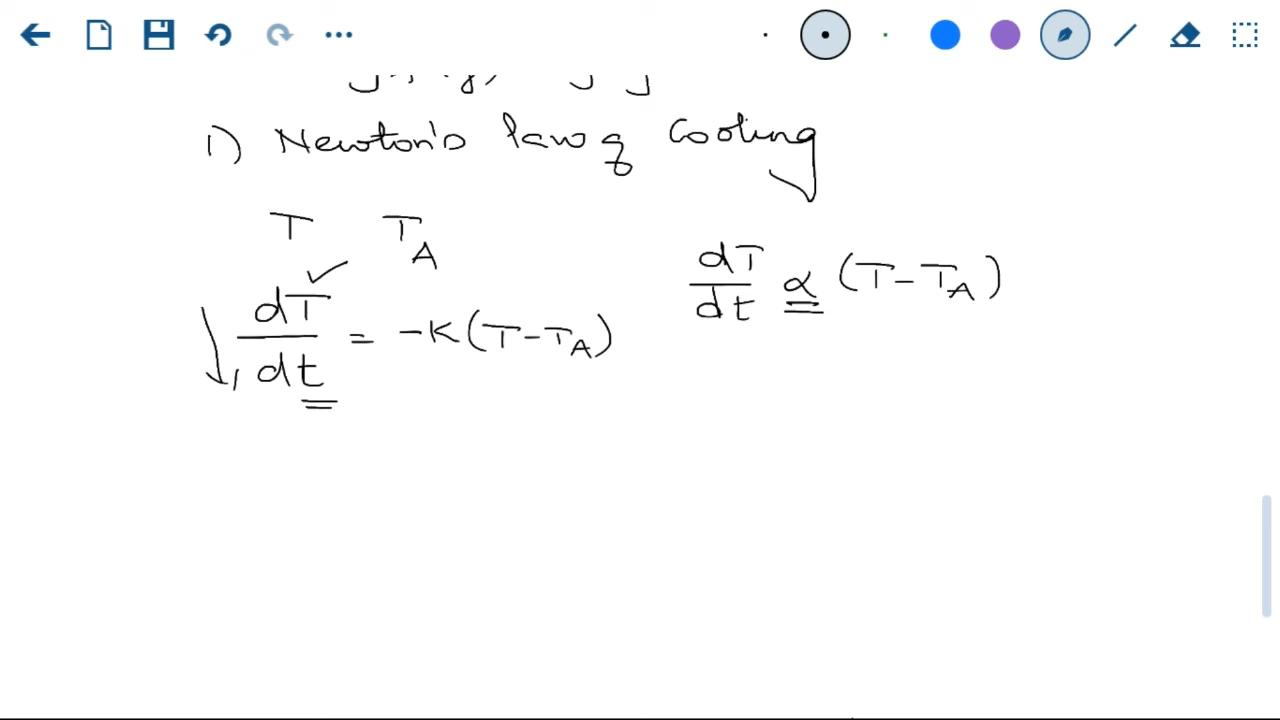 1) Newton's law of Cooling
T T_A
dT/dt = -K(T-T_A)
dT/dt α (T-T_A)